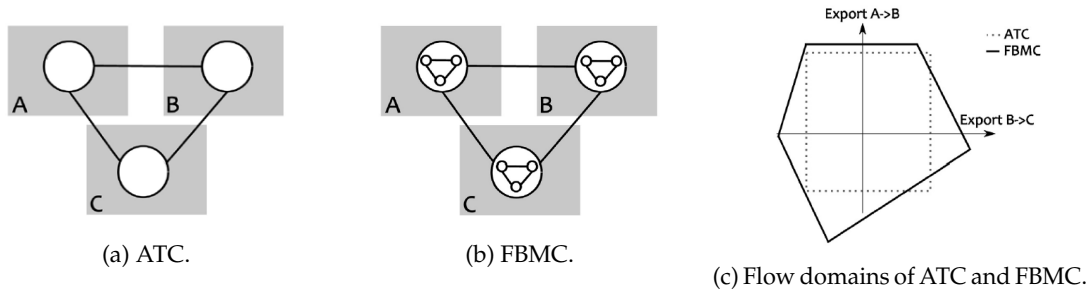 A
B
C
(a) ATC.
A
B
C
(b) FBMC.
Export A->B
ATC
FBMC
Export B->C
(c) Flow domains of ATC and FBMC.